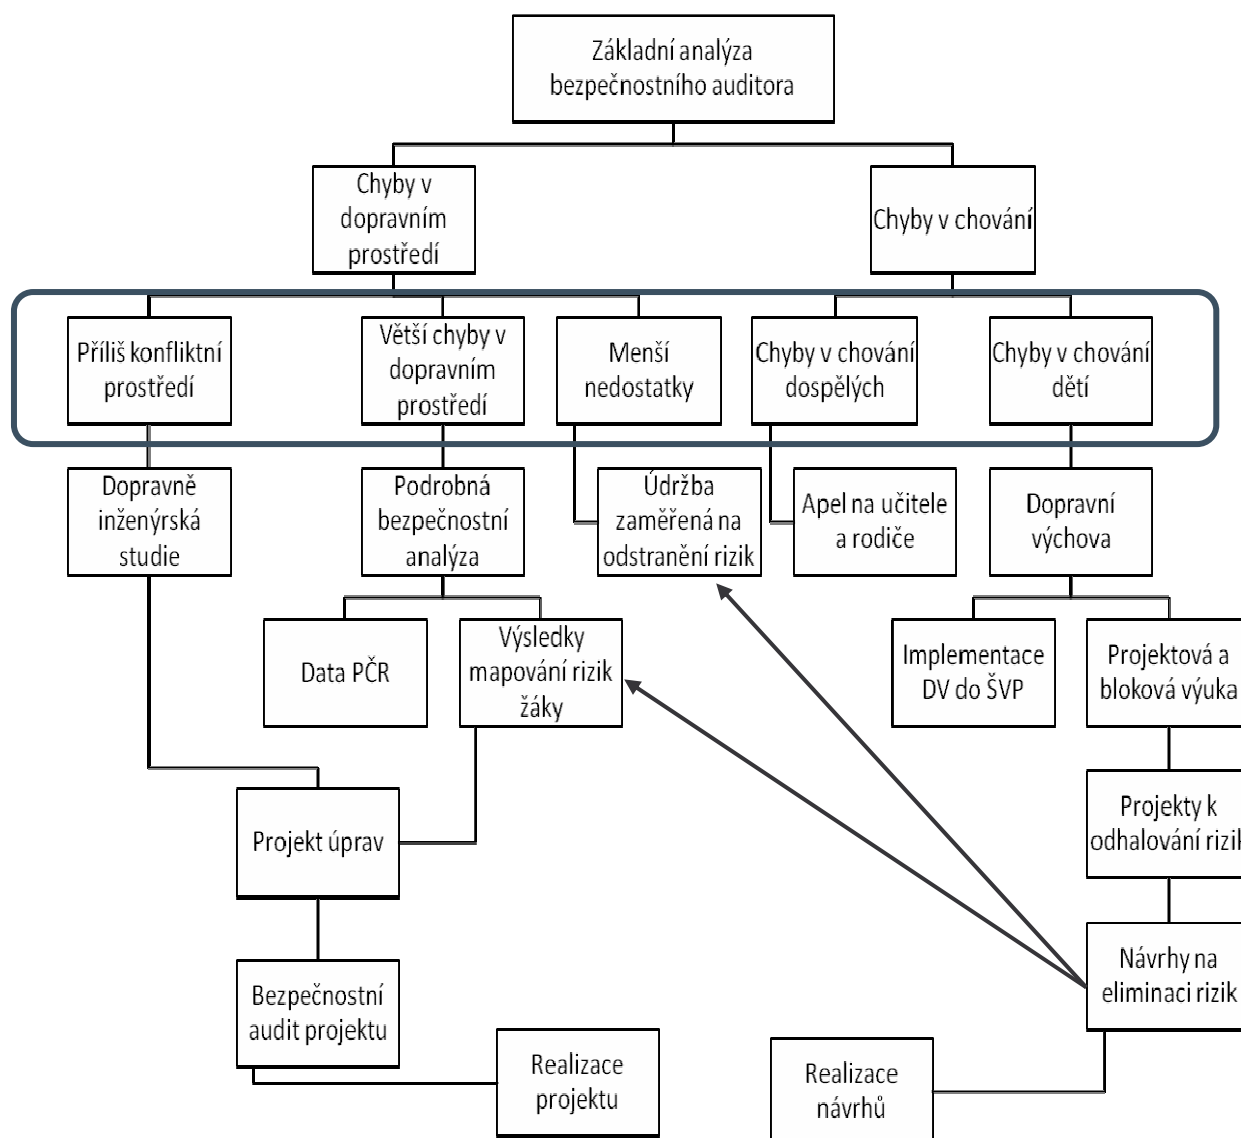 Základní analýza
bezpečnostního auditora
Chyby v
dopravním
prostředí
Chyby v chování
Příliš konfliktní
prostředí
Větší chyby v
dopravním
prostředí
Menší
nedostatky
Chyby v chování
dospělých
Chyby v chování
dětí
Dopravně
inženýrská
studie
Podrobná
bezpečnostní
analýza
Údržba
zaměřená na
odstranění rizik
Apel na učitele
a rodiče
Dopravní
výchova
Data PČR
Výsledky
mapování rizik
žáky
Implementace
DV do ŠVP
Projektová a
bloková výuka
Projekt úprav
Projekty k
odhalování rizik
Bezpečnostní
audit projektu
Návrhy na
eliminaci rizik
Realizace
projektu
Realizace
návrhů